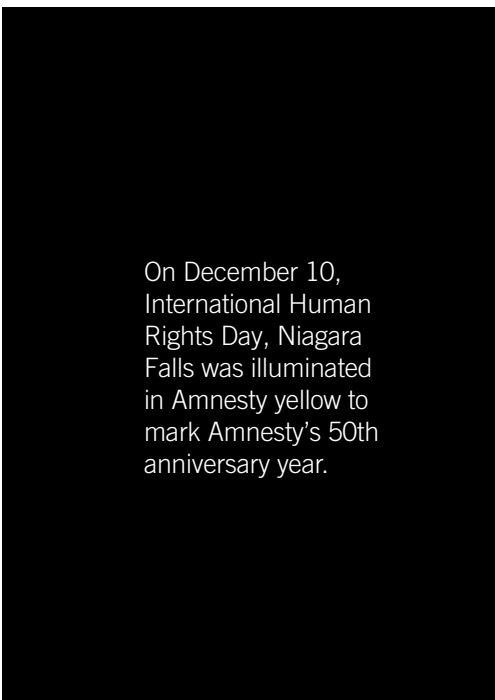 On December 10,
International Human
Rights Day, Niagara
Falls was illuminated
in Amnesty yellow to
mark Amnesty’s 50th
anniversary year.